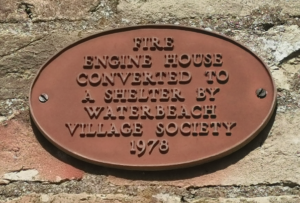 FIRE
ENGINE HOUSE
CONVERTED TO
A SHELTER BY
WATERBEACH
VILLAGE SOCIETY
1978